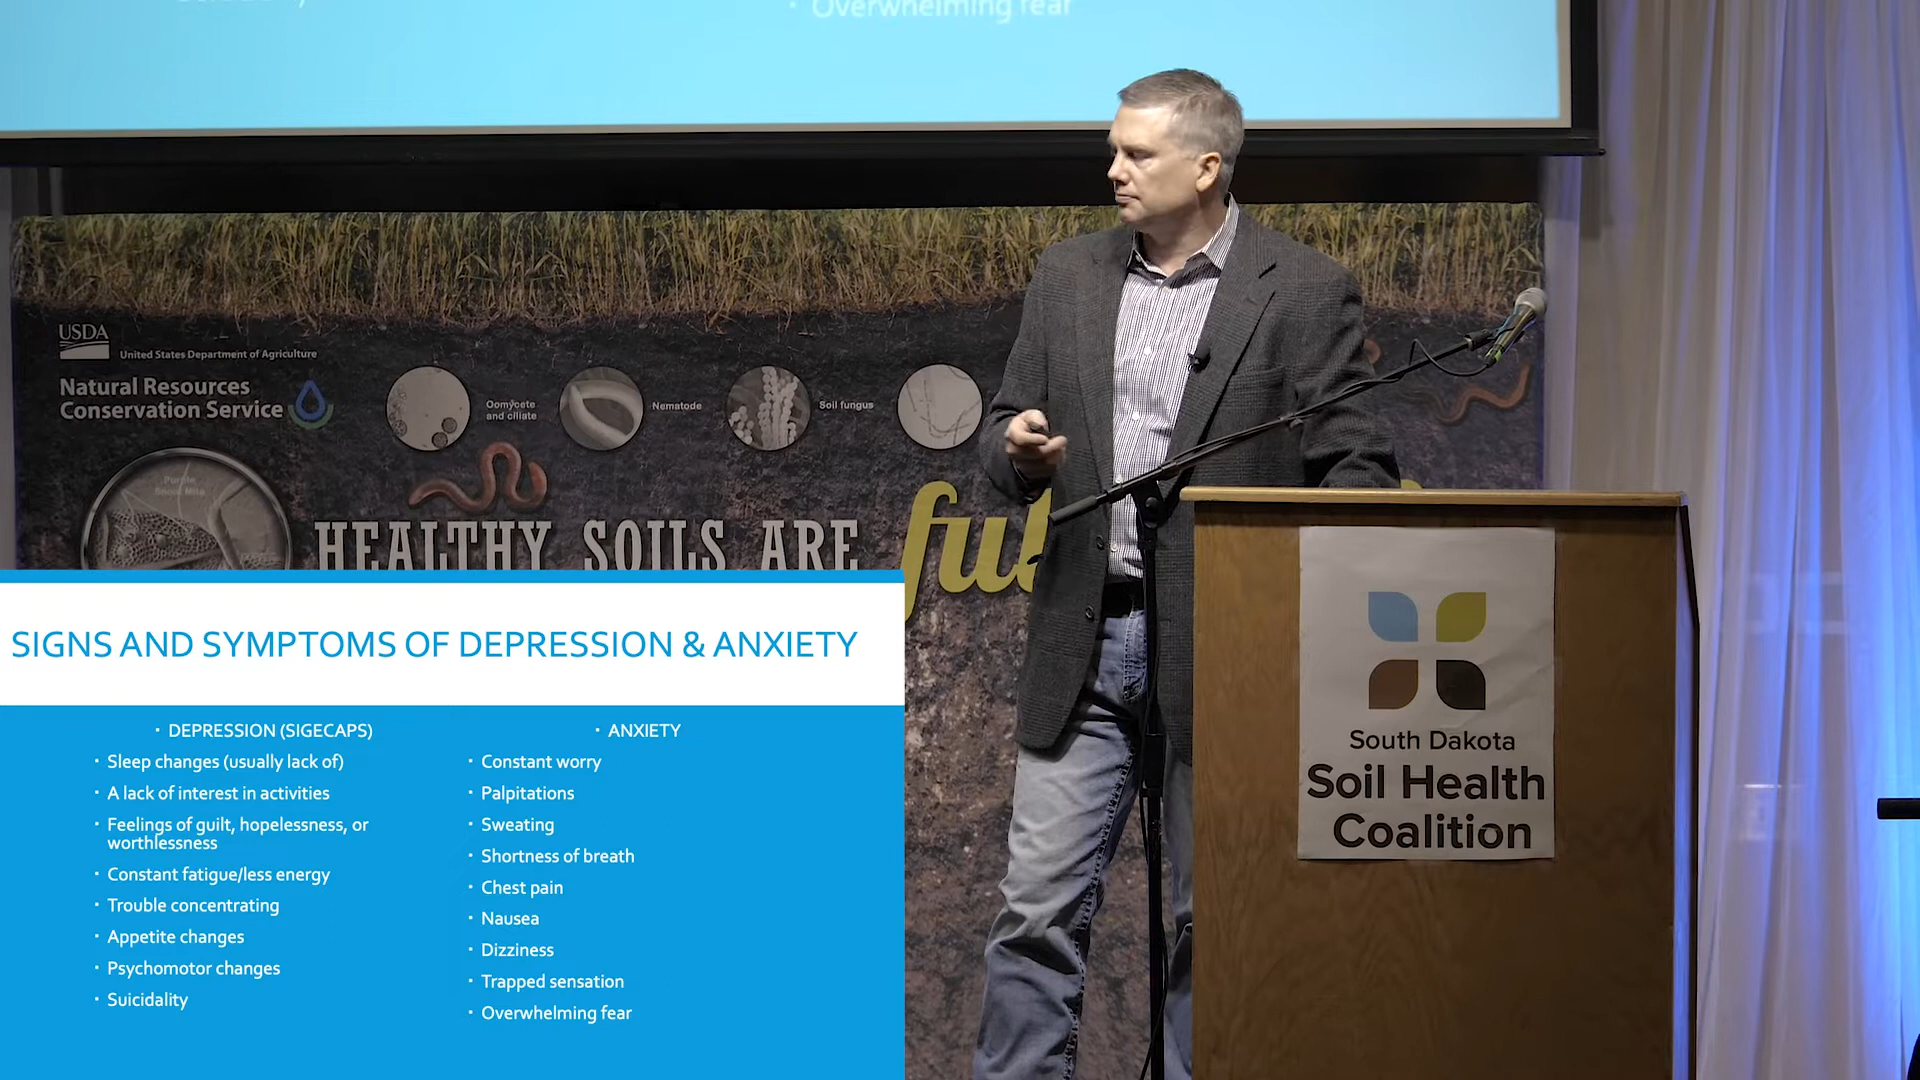 Overwhelming fear
USDA
United States Department of Agriculture
Natural Resources
Conservation Service
Oomycete
and ciliate
Nematode
Soil fungus
Purple
HEALTHY SOILS ARE
SIGNS AND SYMPTOMS OF DEPRESSION & ANXIETY
· DEPRESSION (SIGECAPS)
· Sleep changes (usually lack of)
· A lack of interest in activities
· Feelings of guilt, hopelessness, or
worthlessness
· Constant fatigue/less energy
· Trouble concentrating
· Appetite changes
· Psychomotor changes
· Suicidality
· ANXIETY
· Constant worry
· Palpitations
· Sweating
· Shortness of breath
· Chest pain
· Nausea
· Dizziness
· Trapped sensation
· Overwhelming fear
South Dakota
Soil Health
Coalition